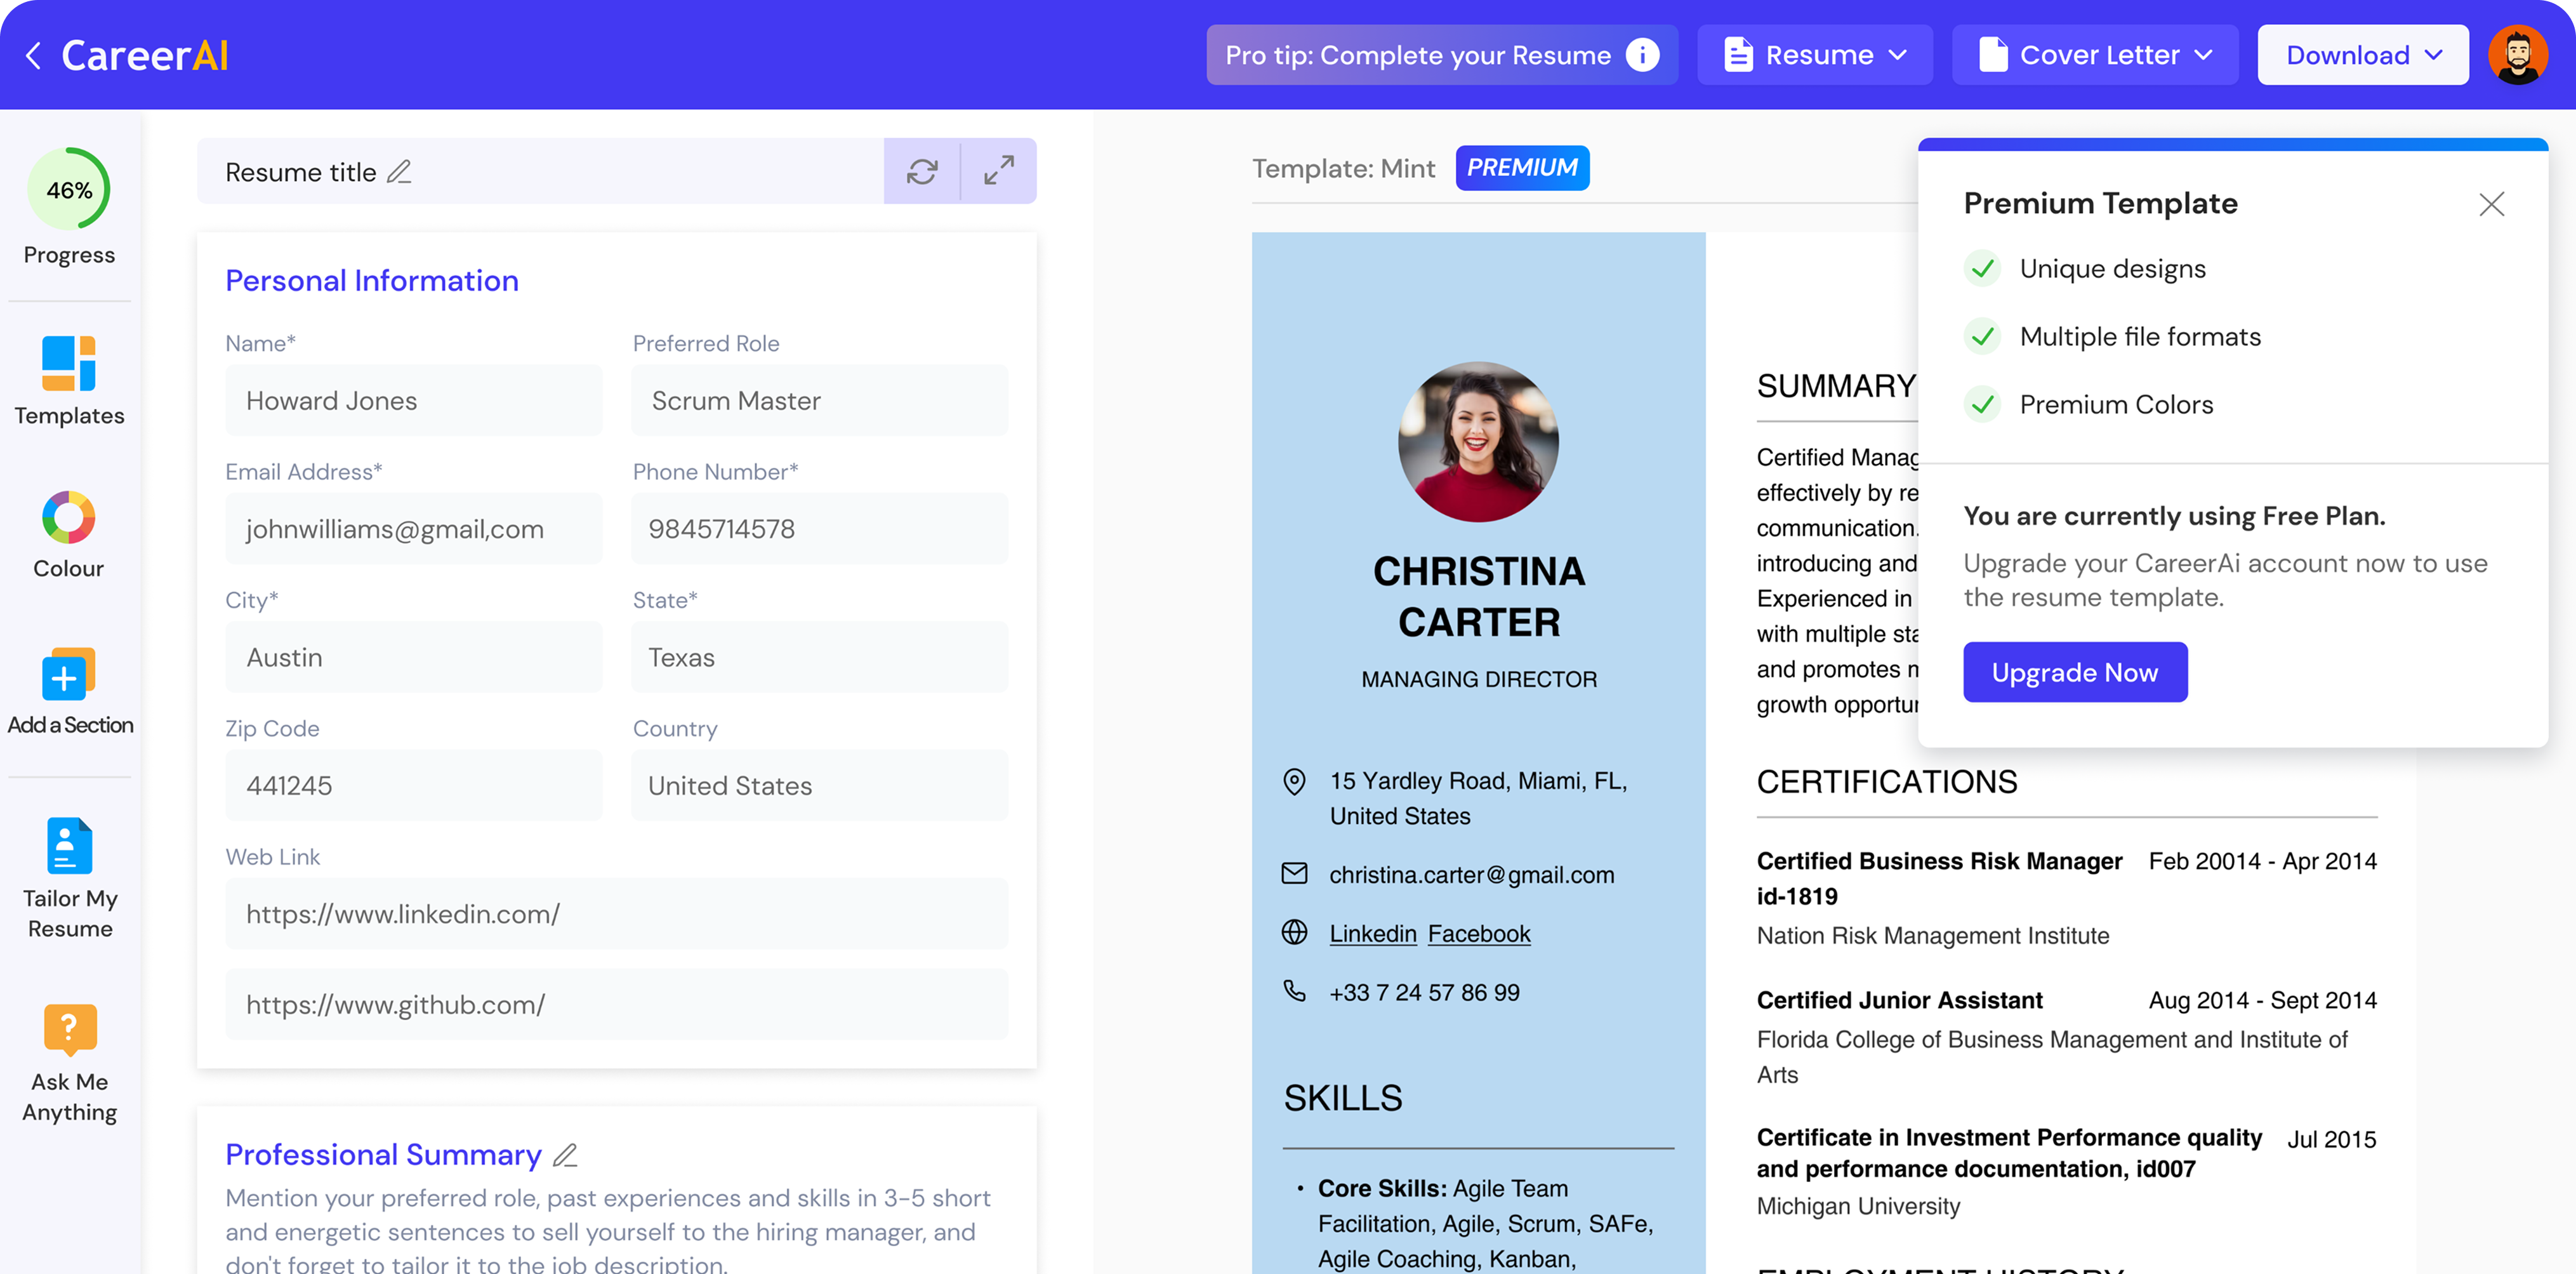 CareerAI
Pro tip: Complete your Resume
Resume
Cover Letter
Download
46%
Progress
Templates
Colour
Add a Section
Tailor My
Resume
Ask Me
Anything
Resume title
Personal Information
Name*
Preferred Role
Howard Jones
Scrum Master
Email Address*
Phone Number*
johnwilliams@gmail,com
9845714578
City*
State*
Austin
Texas
Zip Code
Country
441245
United States
Web Link
https://www.linkedin.com/
https://www.github.com/
Professional Summary
Mention your preferred role, past experiences and skills in 3-5 short
and energetic sentences to sell yourself to the hiring manager, and
don't forget to tailor it to the job description.
Template: Mint
PREMIUM
CHRISTINA
CARTER
MANAGING DIRECTOR
15 Yardley Road, Miami, FL,
United States
christina.carter@gmail.com
Linkedin Facebook
+33 7 24 57 86 99
SKILLS
• Core Skills: Agile Team
Facilitation, Agile, Scrum, SAFe,
Agile Coaching, Kanban,
SUMMARY
Certified Manag
effectively by re
communication.
introducing and
Experienced in
with multiple sta
and promotes m
growth opportun
CERTIFICATIONS
Certified Business Risk Manager Feb 20014 - Apr 2014
id-1819
Nation Risk Management Institute
Certified Junior Assistant Aug 2014 - Sept 2014
Florida College of Business Management and Institute of
Arts
Certificate in Investment Performance quality Jul 2015
and performance documentation, id007
Michigan University
EMPLOYMENT HISTORY
Premium Template
Unique designs
Multiple file formats
Premium Colors
You are currently using Free Plan.
Upgrade your CareerAi account now to use
the resume template.
Upgrade Now